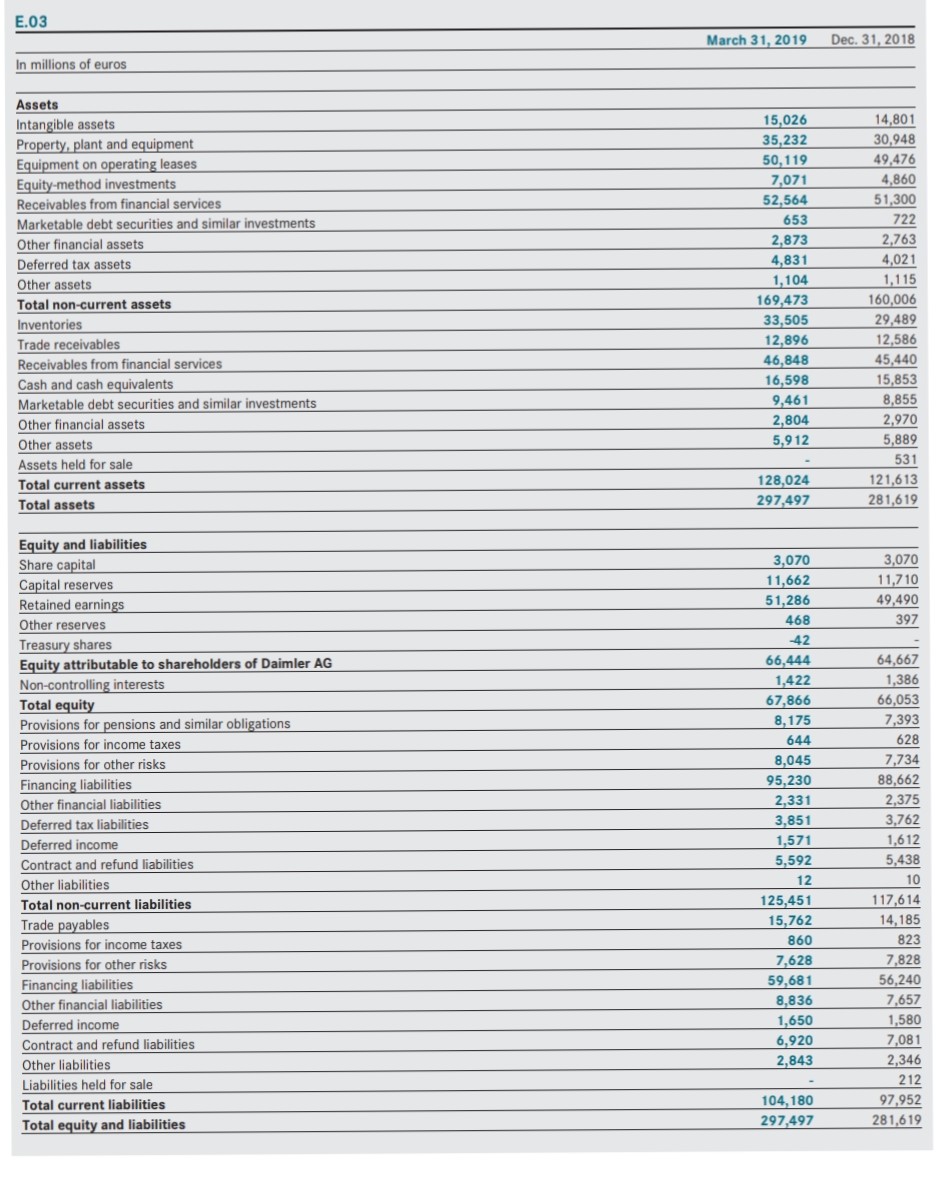 E.03
March 31, 2019 Dec. 31, 2018
In millions of euros
Assets
Intangible assets 15,026 14,801
Property, plant and equipment 35,232 30,948
Equipment on operating leases 50,119 49,476
Equity-method investments 7,071 4,860
Receivables from financial services 52,564 51,300
Marketable debt securities and similar investments 653 722
Other financial assets 2,873 2,763
Deferred tax assets 4,831 4,021
Other assets 1,104 1,115
Total non-current assets 169,473 160,006
Inventories 33,505 29,489
Trade receivables 12,896 12,586
Receivables from financial services 46,848 45,440
Cash and cash equivalents 16,598 15,853
Marketable debt securities and similar investments 9,461 8,855
Other financial assets 2,804 2,970
Other assets 5,912 5,889
Assets held for sale - 531
Total current assets 128,024 121,613
Total assets 297,497 281,619
Equity and liabilities
Share capital 3,070 3,070
Capital reserves 11,662 11,710
Retained earnings 51,286 49,490
Other reserves 468 397
Treasury shares -42 -
Equity attributable to shareholders of Daimler AG 66,444 64,667
Non-controlling interests 1,422 1,386
Total equity 67,866 66,053
Provisions for pensions and similar obligations 8,175 7,393
Provisions for income taxes 644 628
Provisions for other risks 8,045 7,734
Financing liabilities 95,230 88,662
Other financial liabilities 2,331 2,375
Deferred tax liabilities 3,851 3,762
Deferred income 1,571 1,612
Contract and refund liabilities 5,592 5,438
Other liabilities 12 10
Total non-current liabilities 125,451 117,614
Trade payables 15,762 14,185
Provisions for income taxes 860 823
Provisions for other risks 7,628 7,828
Financing liabilities 59,681 56,240
Other financial liabilities 8,836 7,657
Deferred income 1,650 1,580
Contract and refund liabilities 6,920 7,081
Other liabilities 2,843 2,346
Liabilities held for sale - 212
Total current liabilities 104,180 97,952
Total equity and liabilities 297,497 281,619